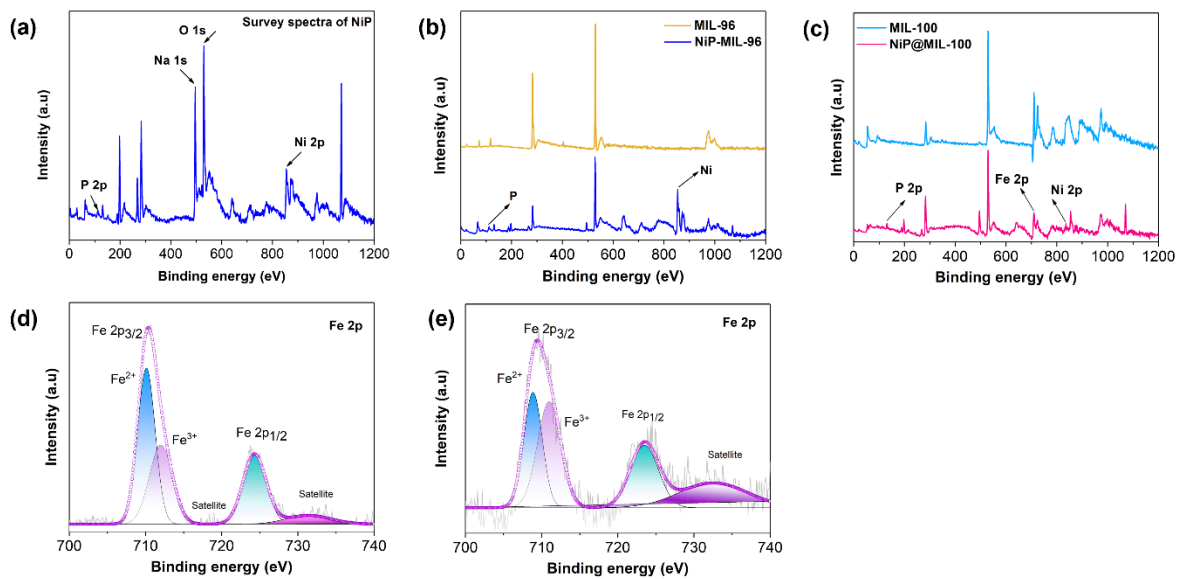 (a)
Survey spectra of NiP
O 1s
Na 1s
Ni 2p
P 2p
Intensity (a.u)
0 200 400 600 800 1000 1200
Binding energy (eV)
(b)
MIL-96
NiP-MIL-96
P
Ni
Intensity (a.u)
0 200 400 600 800 1000 1200
Binding energy (eV)
(c)
MIL-100
NiP@MIL-100
P 2p
Fe 2p
Ni 2p
Intensity (a.u)
0 200 400 600 800 1000 1200
Binding energy (eV)
(d)
Fe 2p
Fe 2p3/2
Fe2+
Fe3+
Fe 2p1/2
Satellite
Satellite
Intensity (a.u)
700 710 720 730 740
Binding energy (eV)
(e)
Fe 2p
Fe 2p3/2
Fe2+
Fe3+
Fe 2p1/2
Satellite
Intensity (a.u)
700 710 720 730 740
Binding energy (eV)